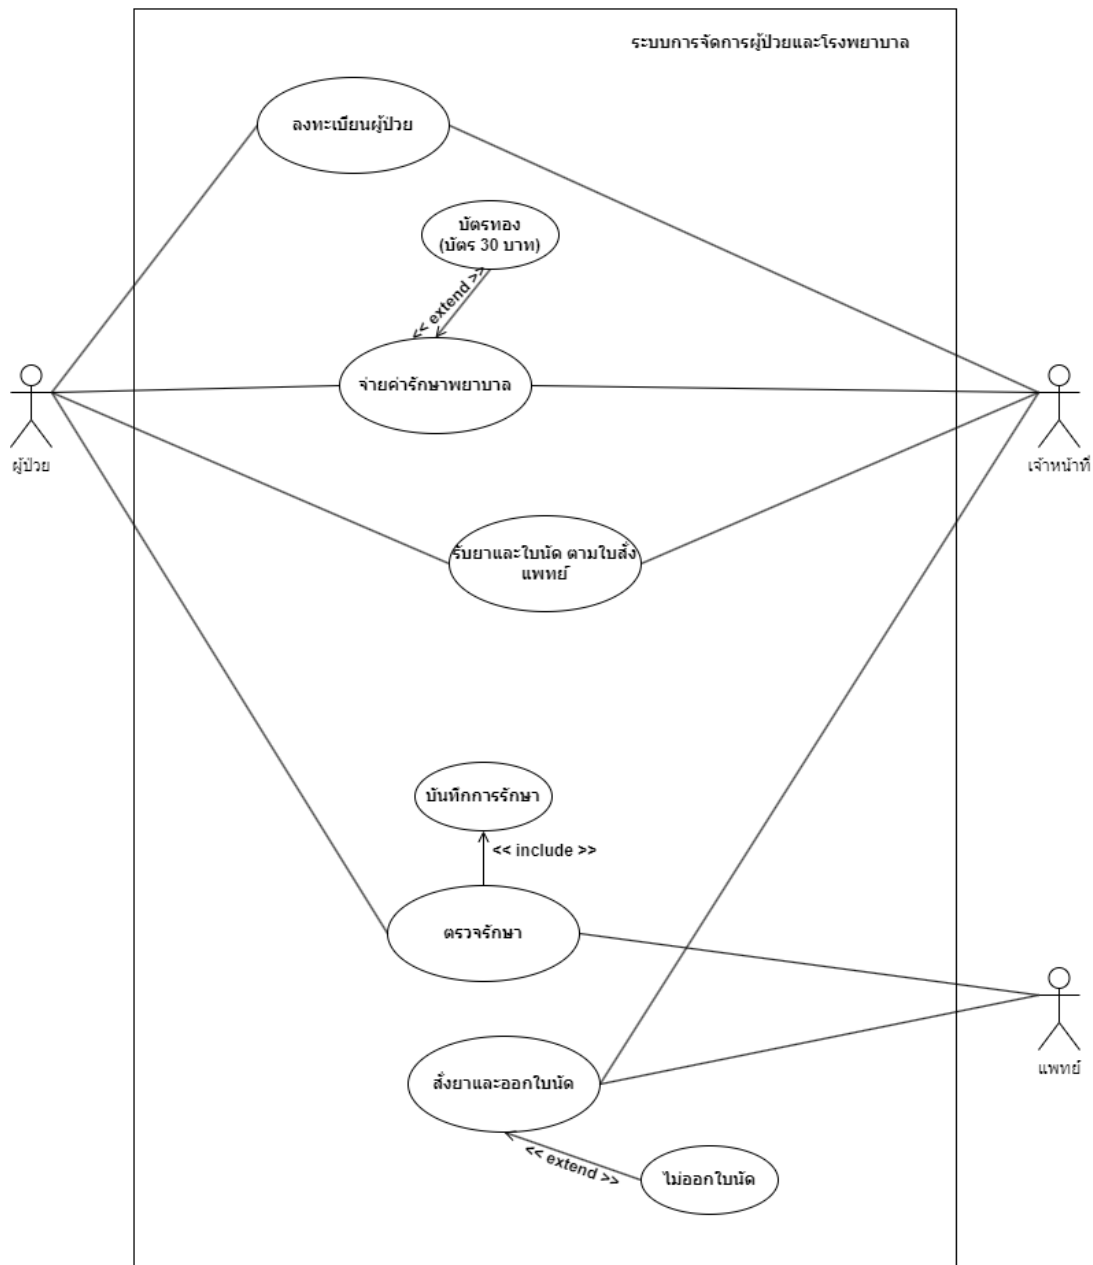 ระบบการจัดการผู้ป่วยและโรงพยาบาล
ลงทะเบียนผู้ป่วย
บัตรทอง
(บัตร 30 บาท)
<< extend >>
จ่ายค่ารักษาพยาบาล
ผู้ป่วย
เจ้าหน้าที่
รับยาและใบนัด ตามใบสั่ง
แพทย์
บันทึกการรักษา
<< include >>
ตรวจรักษา
แพทย์
สั่งยาและออกใบนัด
<< extend >>
ไม่ออกใบนัด